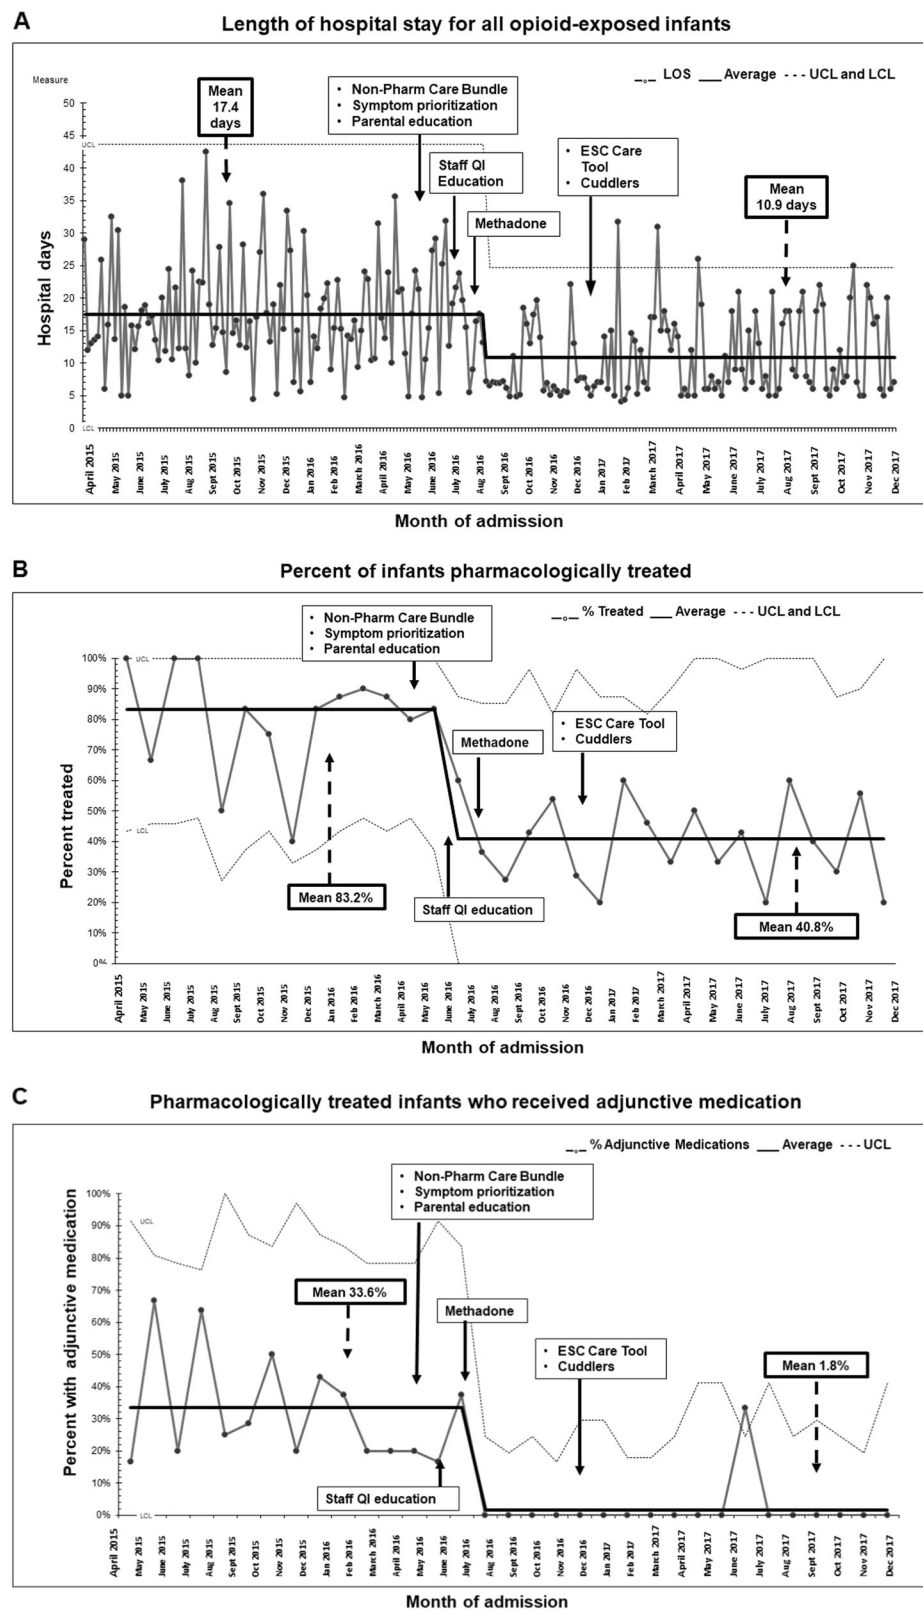 A
Length of hospital stay for all opioid-exposed infants
Measure
LOS
Average
UCL and LCL
Mean
17.4
days
• Non-Pharm Care Bundle
• Symptom prioritization
• Parental education
Staff QI
Education
Methadone
• ESC Care
Tool
• Cuddlers
Mean
10.9 days
50
45
40
35
30
25
20
15
10
5
0
UCL
LCL
Hospital days
April 2015
May 2015
June 2015
July 2015
Aug 2015
Sept 2015
Oct 2015
Nov 2015
Dec 2015
Jan 2016
Feb 2016
March 2016
April 2016
May 2016
June 2016
July 2016
Aug 2016
Sept 2016
Oct 2016
Nov 2016
Dec 2016
Jan 2017
Feb 2017
March 2017
April 2017
May 2017
June 2017
July 2017
Aug 2017
Sept 2017
Oct 2017
Nov 2017
Dec 2017
Month of admission
B
Percent of infants pharmacologically treated
% Treated
Average
UCL and LCL
• Non-Pharm Care Bundle
• Symptom prioritization
• Parental education
Methadone
• ESC Care Tool
• Cuddlers
Mean 83.2%
Staff QI education
Mean 40.8%
100%
90%
80%
70%
60%
50%
40%
30%
20%
10%
0%
UCL
LCL
Percent treated
April 2015
May 2015
June 2015
July 2015
Aug 2015
Sept 2015
Oct 2015
Nov 2015
Dec 2015
Jan 2016
Feb 2016
March 2016
April 2016
May 2016
June 2016
July 2016
Aug 2016
Sept 2016
Oct 2016
Nov 2016
Dec 2016
Jan 2017
Feb 2017
March 2017
April 2017
May 2017
June 2017
July 2017
Aug 2017
Sept 2017
Oct 2017
Nov 2017
Dec 2017
Month of admission
C
Pharmacologically treated infants who received adjunctive medication
% Adjunctive Medications
Average
UCL
• Non-Pharm Care Bundle
• Symptom prioritization
• Parental education
Mean 33.6%
Methadone
• ESC Care Tool
• Cuddlers
Mean 1.8%
Staff QI education
100%
90%
80%
70%
60%
50%
40%
30%
20%
10%
0%
UCL
LCL
Percent with adjunctive medication
April 2015
May 2015
June 2015
July 2015
Aug 2015
Sept 2015
Oct 2015
Nov 2015
Dec 2015
Jan 2016
Feb 2016
March 2016
April 2016
May 2016
June 2016
July 2016
Aug 2016
Sept 2016
Oct 2016
Nov 2016
Dec 2016
Jan 2017
Feb 2017
March 2017
April 2017
May 2017
June 2017
July 2017
Aug 2017
Sept 2017
Oct 2017
Nov 2017
Dec 2017
Month of admission